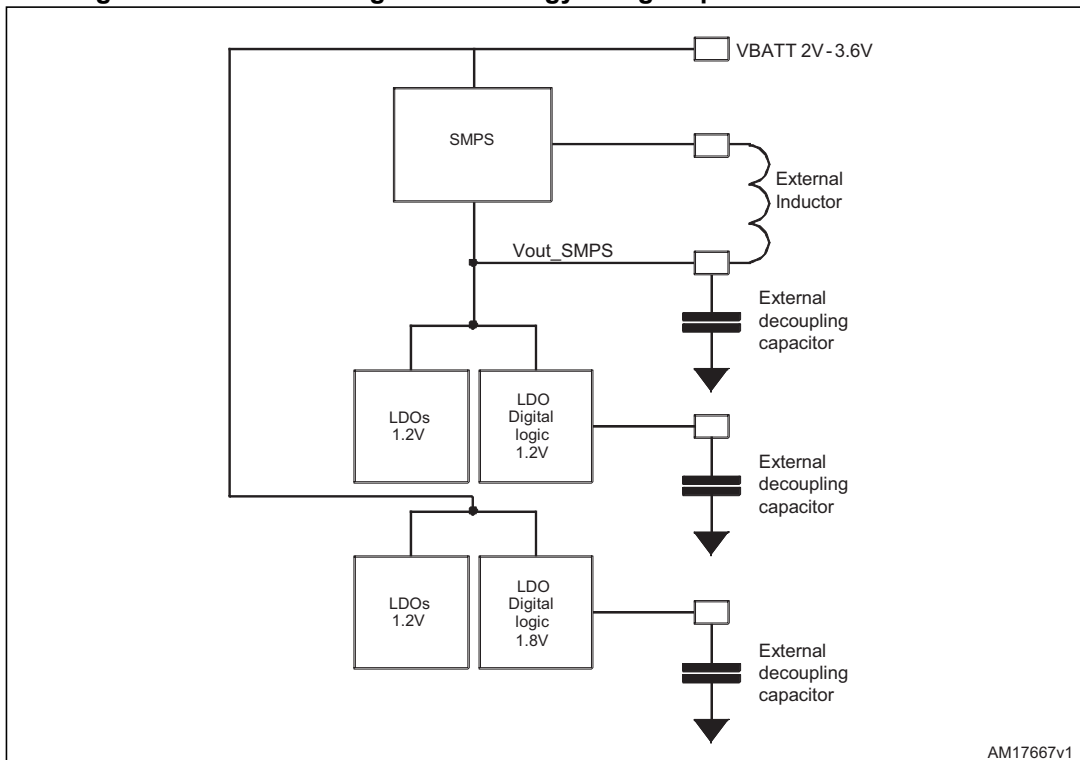 VBATT 2V-3.6V
SMPS
External
Inductor
Vout_SMPS
External
decoupling
capacitor
LDOs
1.2V
LDO
Digital
logic
1.2V
External
decoupling
capacitor
LDOs
1.2V
LDO
Digital
logic
1.8V
External
decoupling
capacitor
AM17667v1